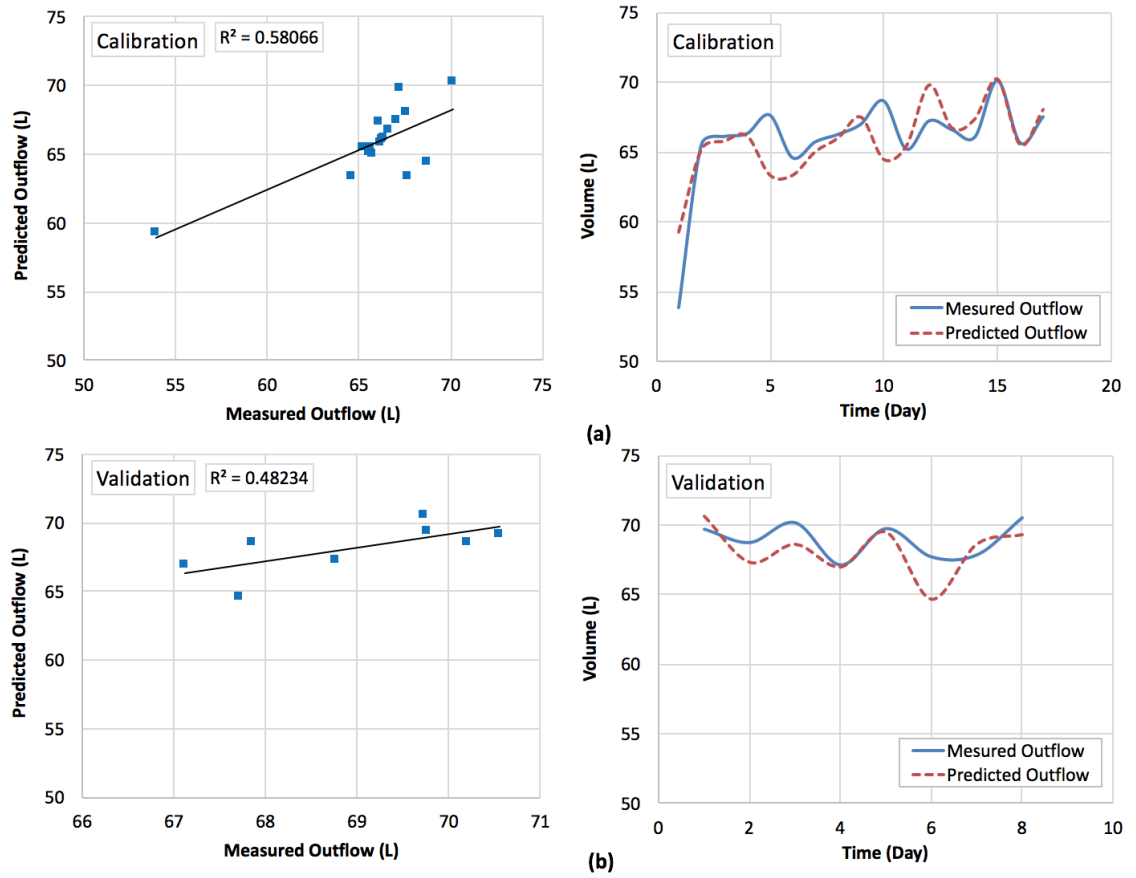 Calibration
R² = 0.58066
Predicted Outflow (L)
75
70
65
60
55
50
50 55 60 65 70 75
Measured Outflow (L)
Calibration
Volume (L)
75
70
65
60
55
50
Mesured Outflow
Predicted Outflow
0 5 10 15 20
Time (Day)
(a)
Validation
R² = 0.48234
Predicted Outflow (L)
75
70
65
60
55
50
66 67 68 69 70 71
Measured Outflow (L)
Validation
Volume (L)
75
70
65
60
55
50
Mesured Outflow
Predicted Outflow
0 2 4 6 8 10
Time (Day)
(b)